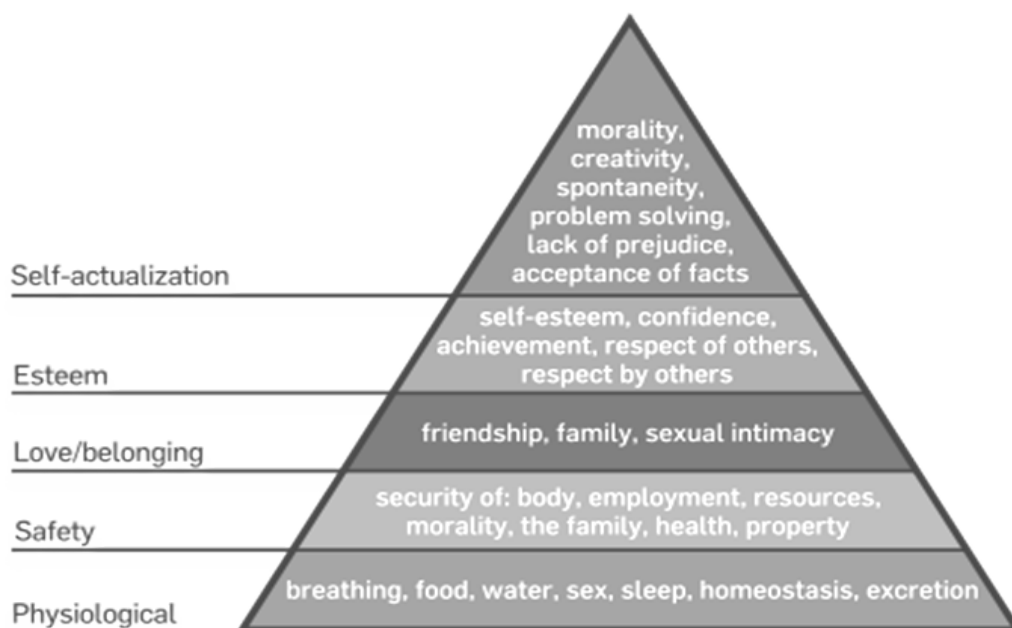 morality,
creativity,
spontaneity,
problem solving,
lack of prejudice,
acceptance of facts
Self-actualization
self-esteem, confidence,
achievement, respect of others,
respect by others
Esteem
friendship, family, sexual intimacy
Love/belonging
security of: body, employment, resources,
morality, the family, health, property
Safety
breathing, food, water, sex, sleep, homeostasis, excretion
Physiological